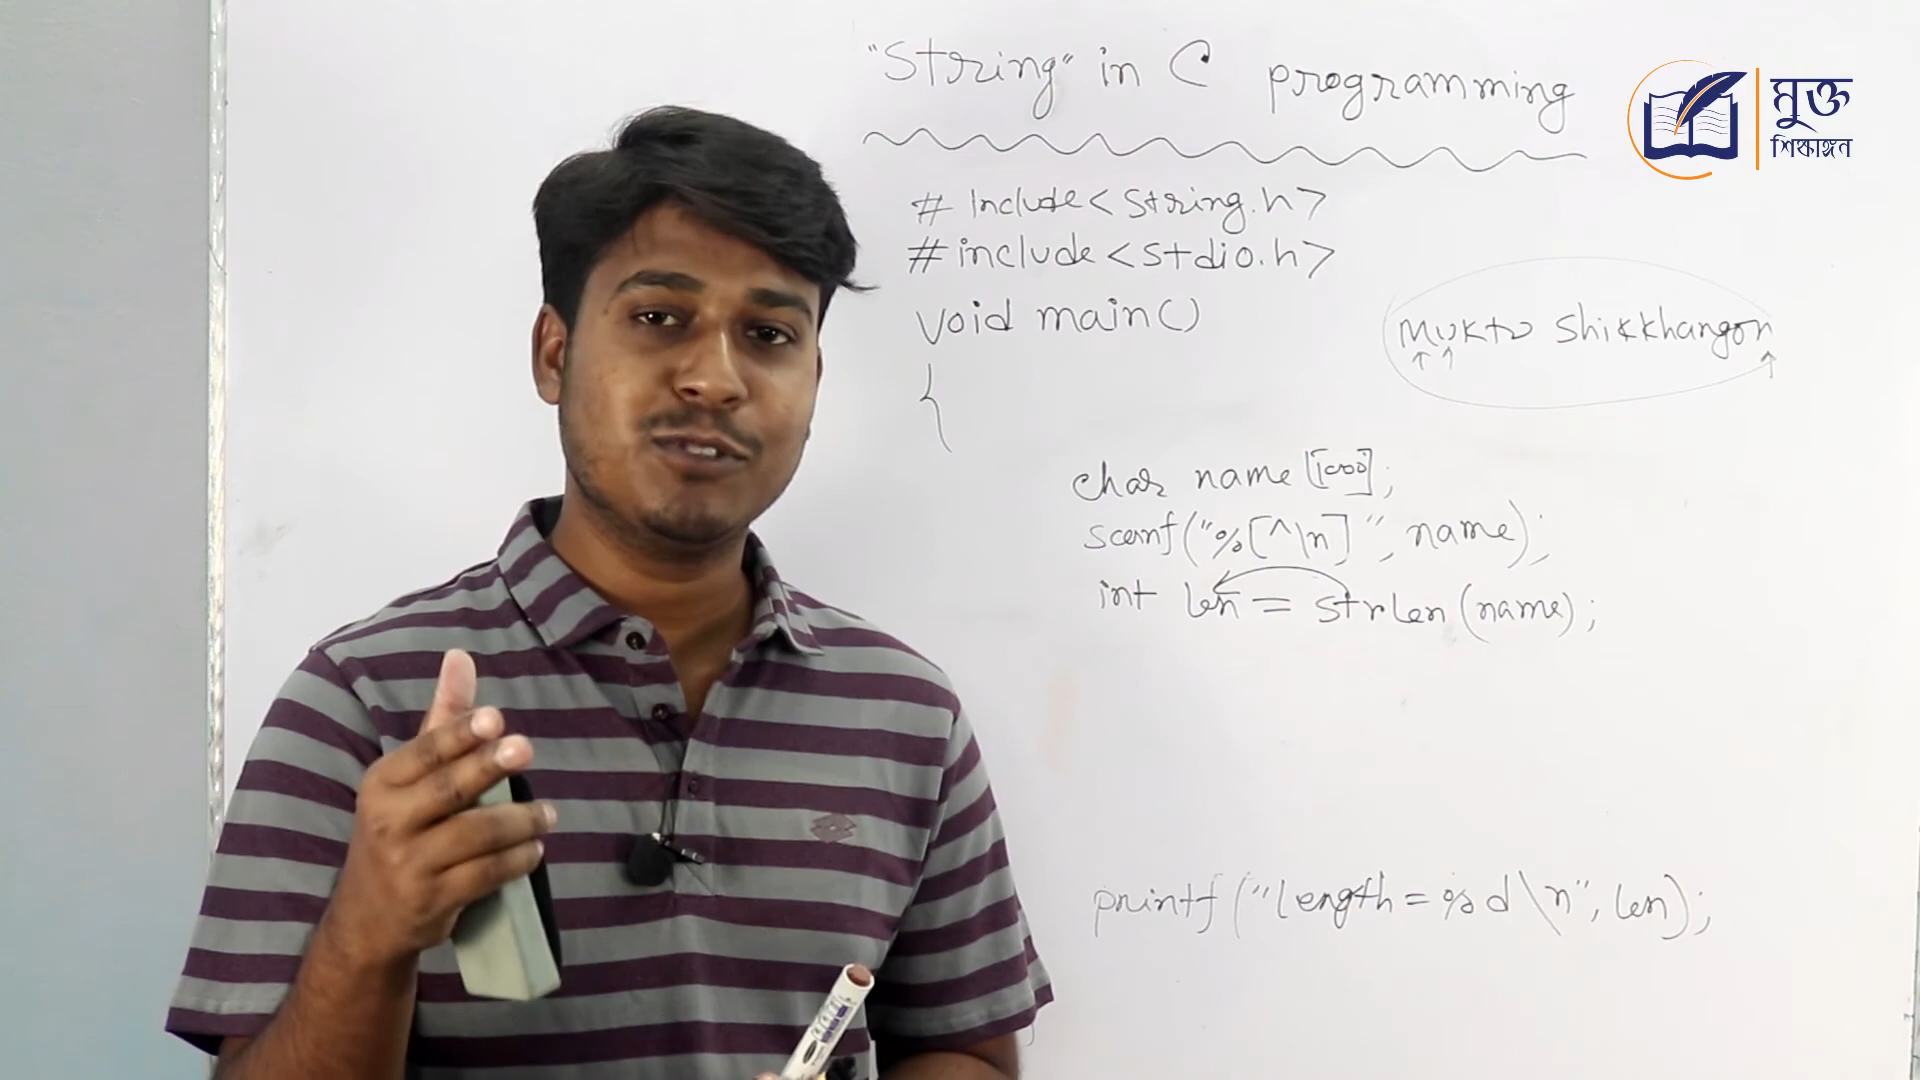 "String" in C programming
মুক্ত
শিক্ষাঙ্গন
# Include<string.h>
#include<stdio.h>
void main()
{
Mukto Shikkhangon
char name[100];
scanf("%[^\n]", name);
int len = strlen(name);
printf("length = %d\n", len);